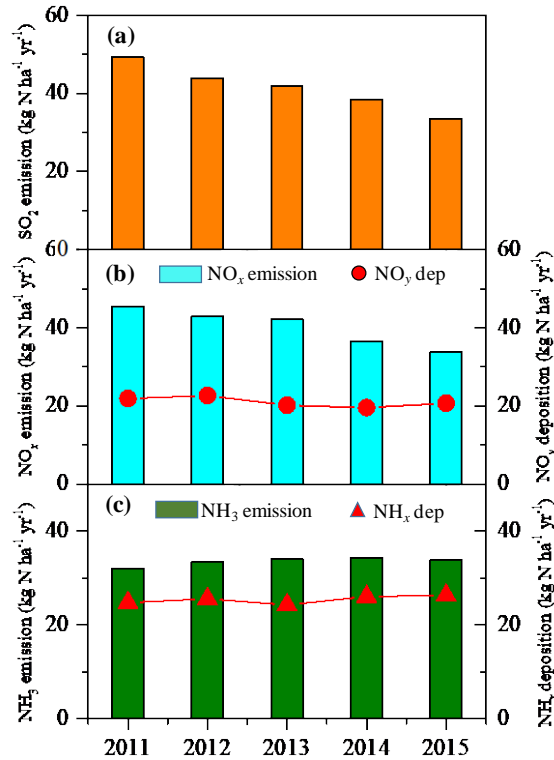 (a)
60
40
20
SO₂ emission (kg N ha⁻¹ yr⁻¹)
(b)
NOₓ emission
NOᵧ dep
60
40
20
0
NOₓ emission (kg N ha⁻¹ yr⁻¹)
60
40
20
0
NOᵧ deposition (kg N ha⁻¹ yr⁻¹)
(c)
NH₃ emission
NHₓ dep
40
20
0
NH₃ emission (kg N ha⁻¹ yr⁻¹)
40
20
0
NHₓ deposition (kg N ha⁻¹ yr⁻¹)
2011 2012 2013 2014 2015